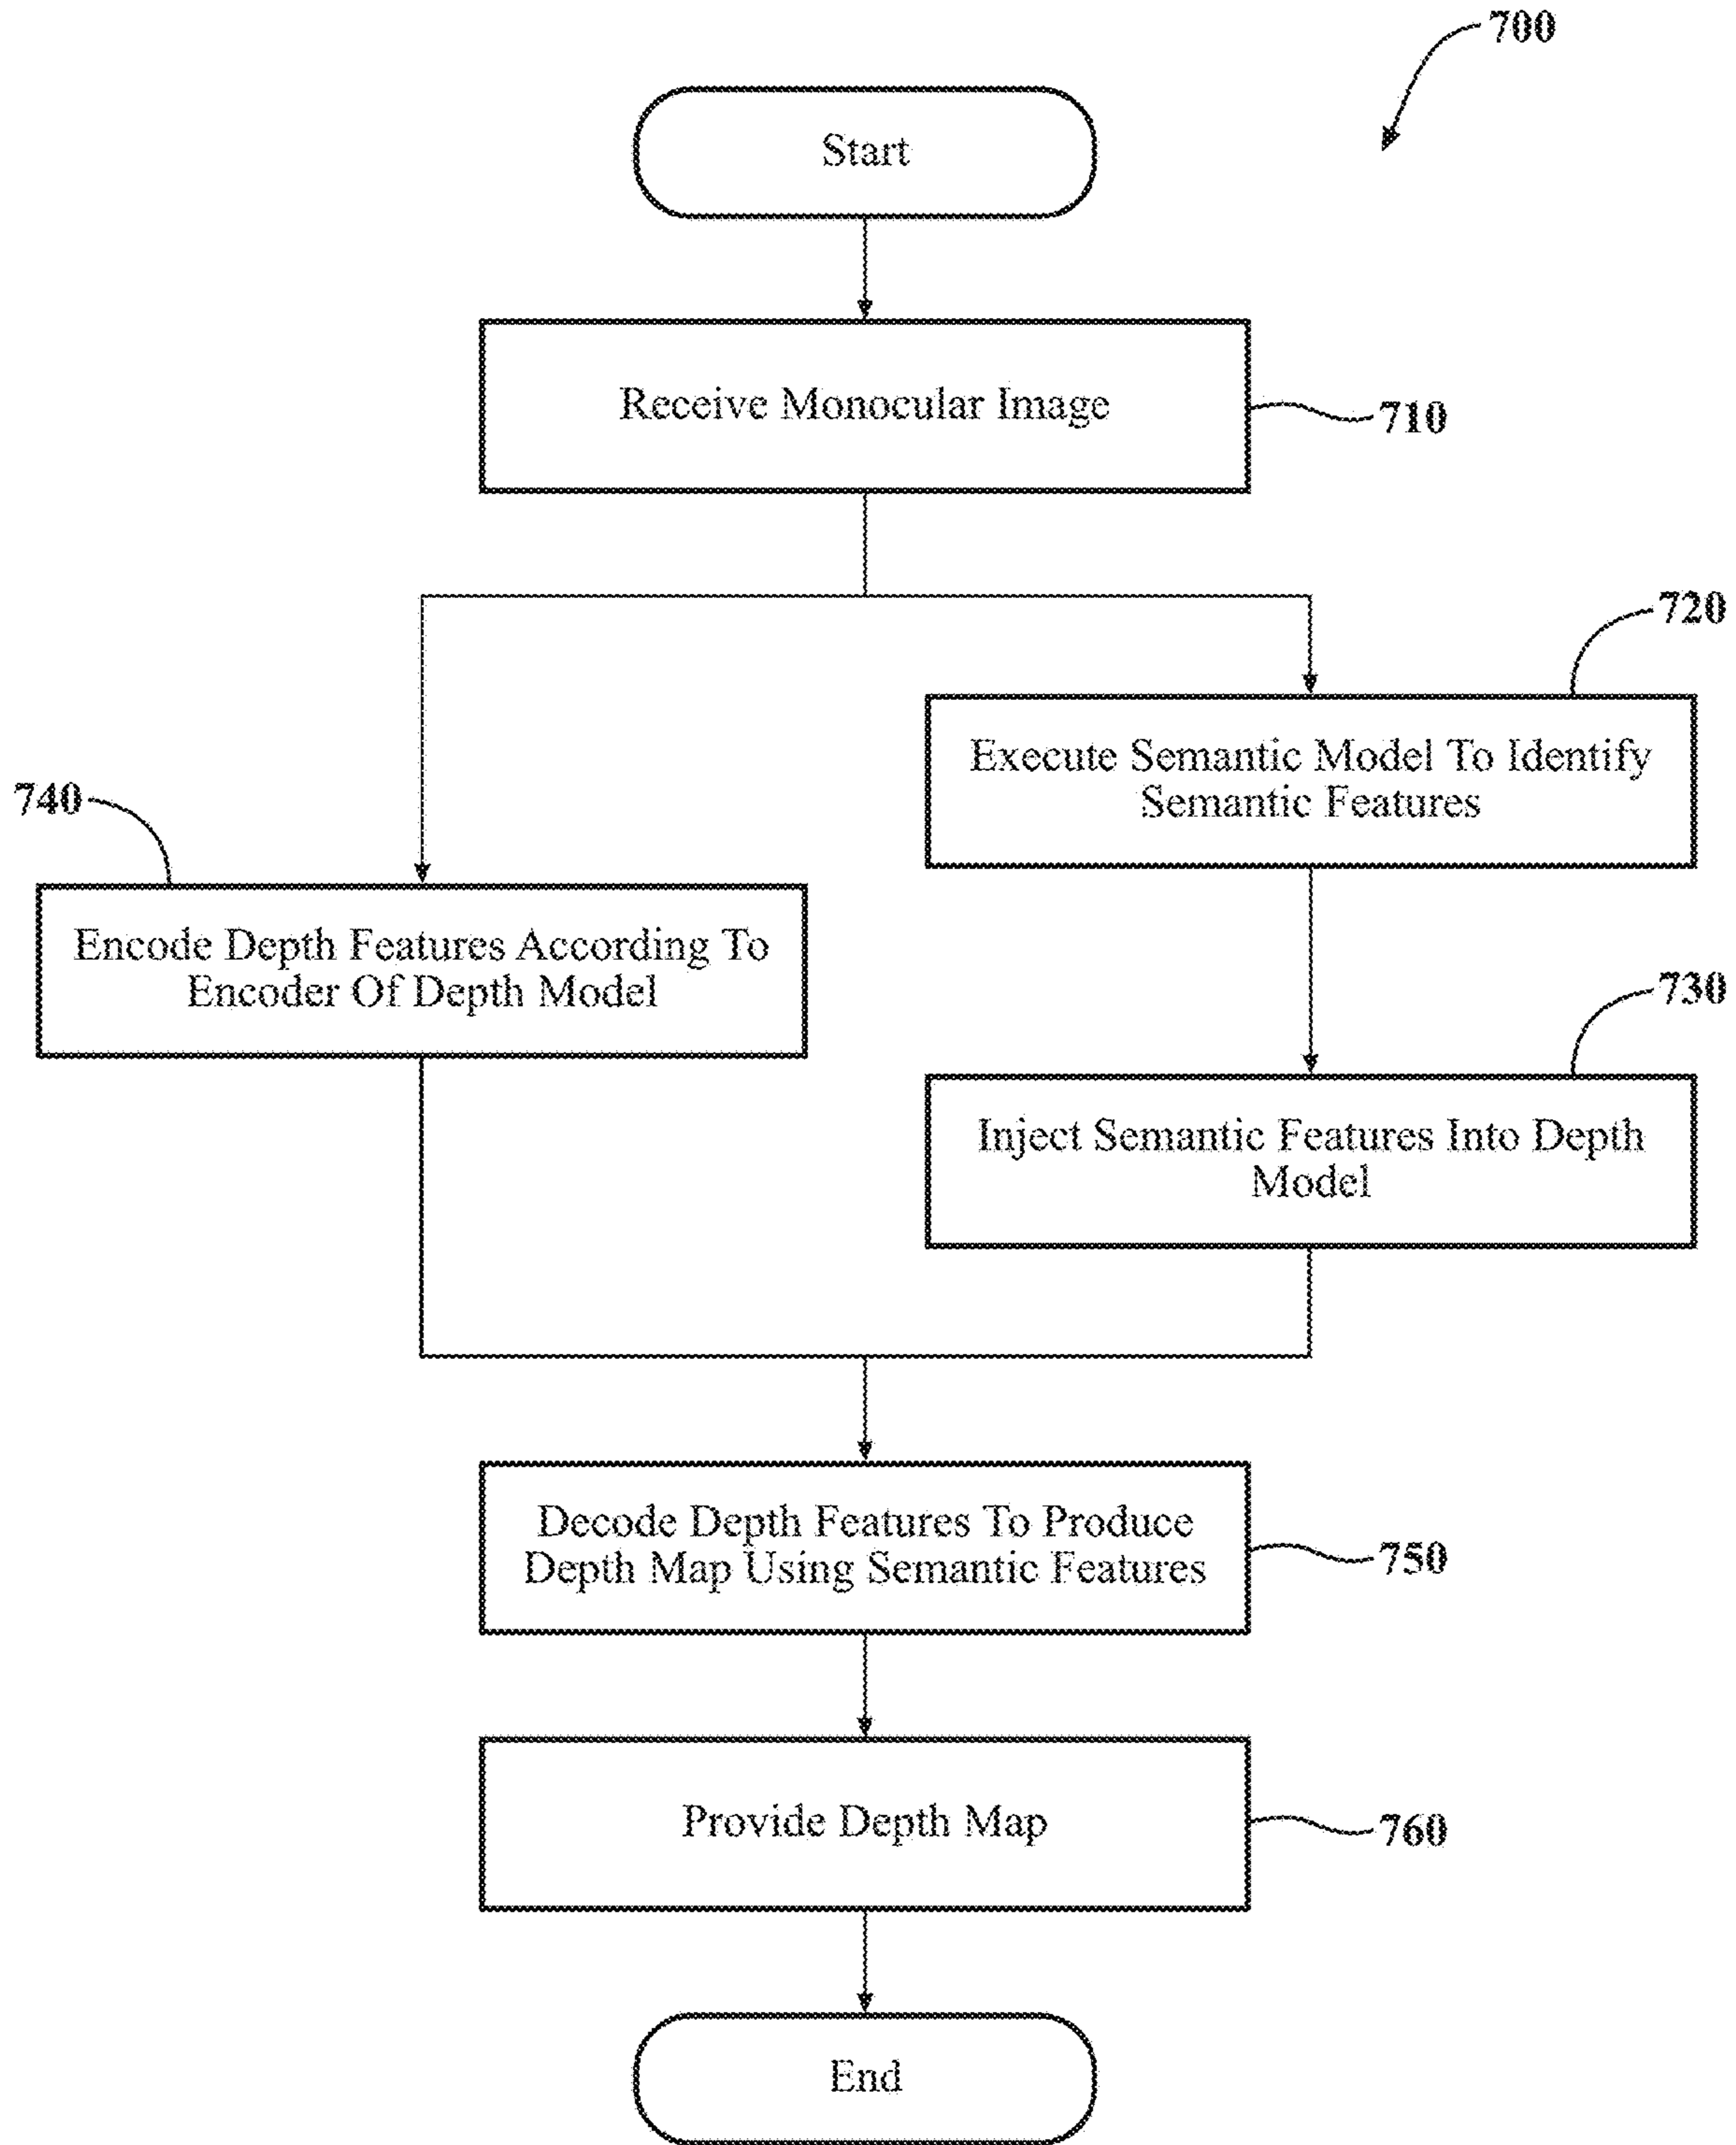 700
Start
Receive Monocular Image
710
720
Execute Semantic Model To Identify
Semantic Features
740
Encode Depth Features According To
Encoder Of Depth Model
730
Inject Semantic Features Into Depth
Model
Decode Depth Features To Produce
Depth Map Using Semantic Features
750
Provide Depth Map
760
End